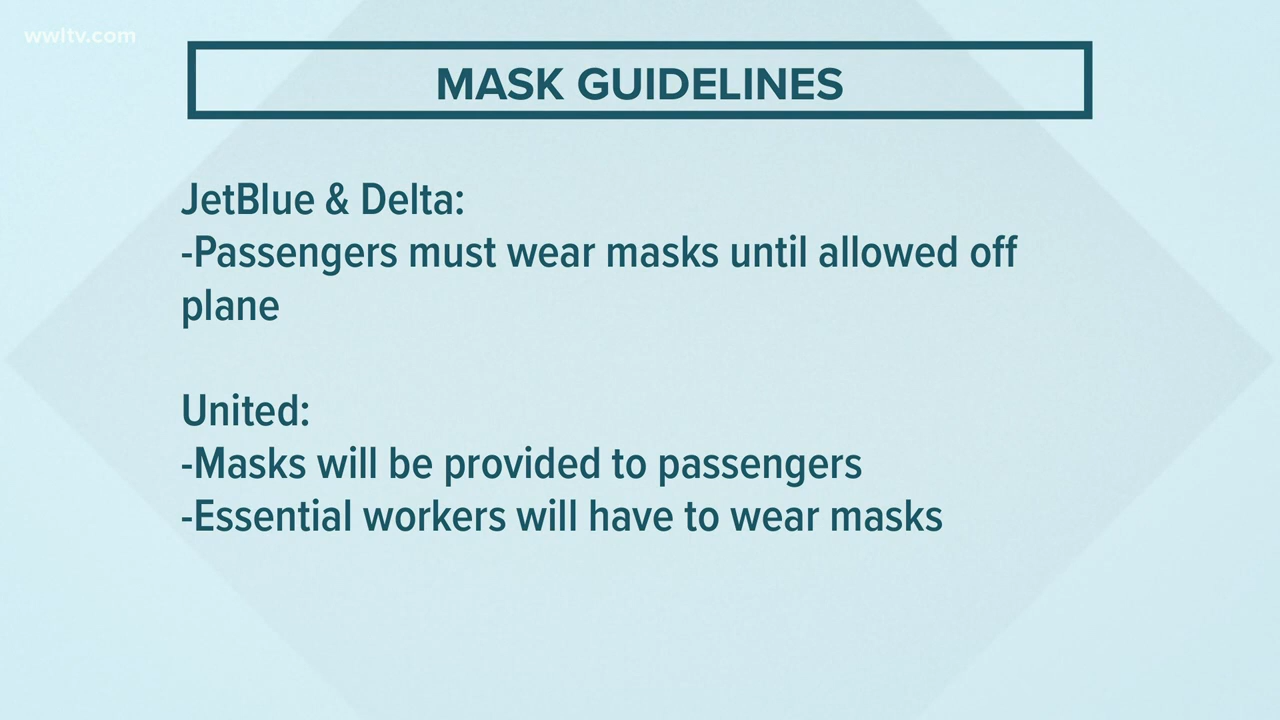 wwltv.com
MASK GUIDELINES
JetBlue & Delta:
-Passengers must wear masks until allowed off
plane
United:
-Masks will be provided to passengers
-Essential workers will have to wear masks